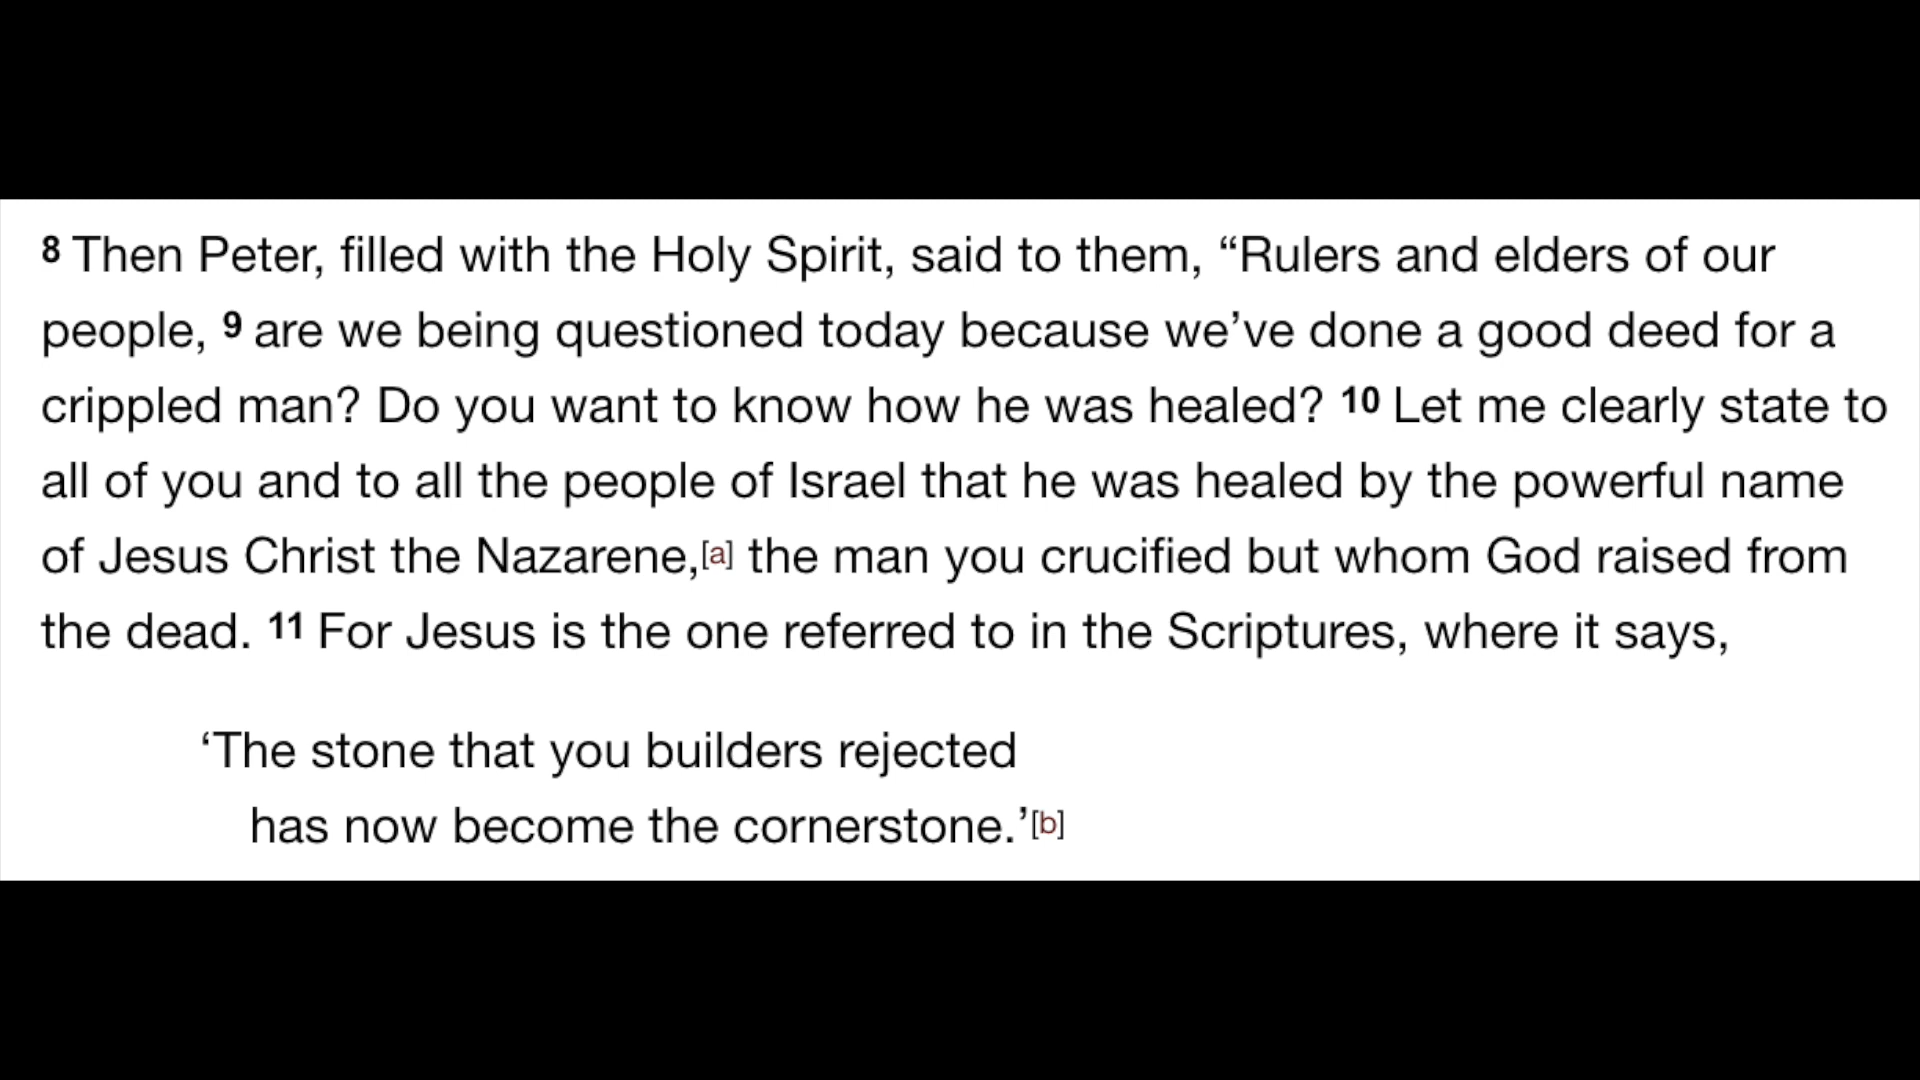 8 Then Peter, filled with the Holy Spirit, said to them, “Rulers and elders of our
people, 9 are we being questioned today because we’ve done a good deed for a
crippled man? Do you want to know how he was healed? 10 Let me clearly state to
all of you and to all the people of Israel that he was healed by the powerful name
of Jesus Christ the Nazarene,[a] the man you crucified but whom God raised from
the dead. 11 For Jesus is the one referred to in the Scriptures, where it says,
‘The stone that you builders rejected
has now become the cornerstone.’[b]